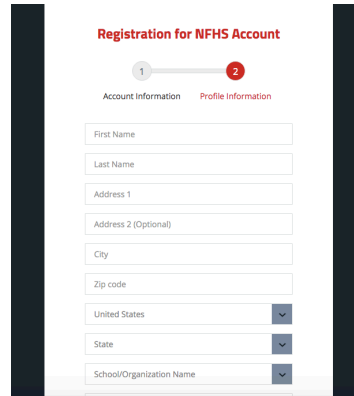 Registration for NFHS Account
1 2
Account Information Profile Information
First Name
Last Name
Address 1
Address 2 (Optional)
City
Zip code
United States
State
School/Organization Name